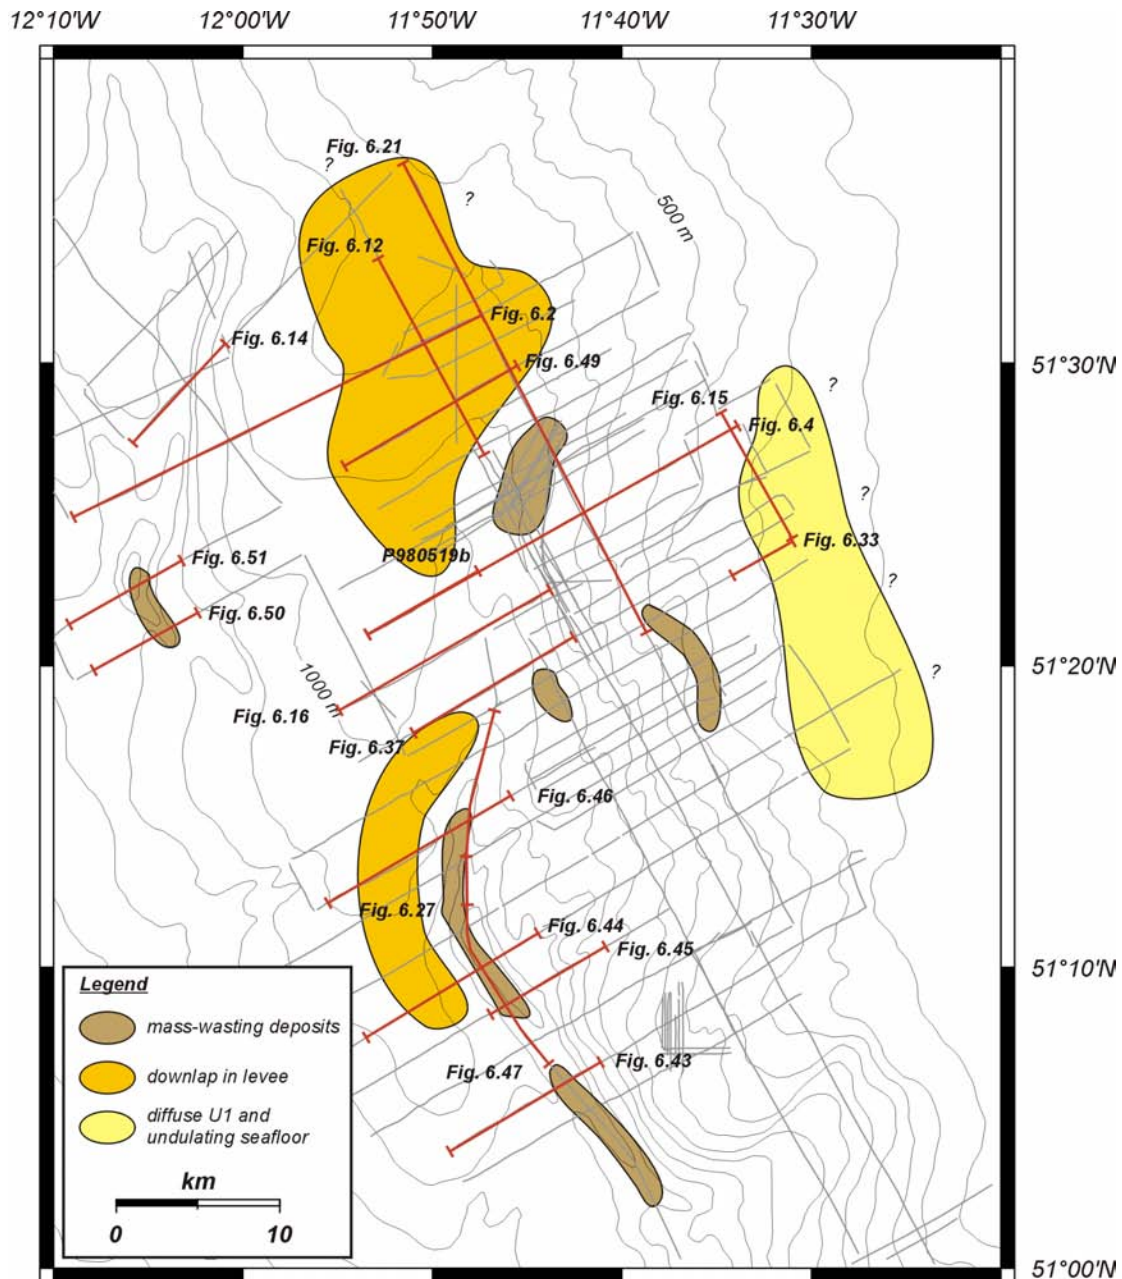 12°10'W
12°00'W
11°50'W
11°40'W
11°30'W
Fig. 6.21
?
?
500 m
Fig. 6.12
Fig. 6.2
Fig. 6.14
Fig. 6.49
51°30'N
?
Fig. 6.15
Fig. 6.4
?
Fig. 6.33
P980519b
Fig. 6.51
?
Fig. 6.50
51°20'N
?
1000 m
Fig. 6.16
Fig. 6.37
Fig. 6.46
Fig. 6.27
Fig. 6.44
Fig. 6.45
51°10'N
Legend
mass-wasting deposits
downlap in levee
diffuse U1 and
undulating seafloor
km
0
10
Fig. 6.43
Fig. 6.47
51°00'N